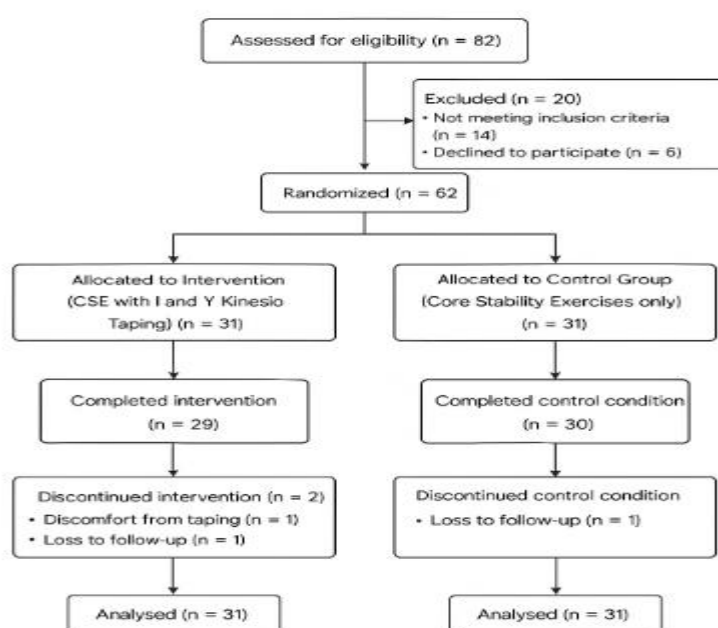 Assessed for eligibility (n = 82)
Excluded (n = 20)
• Not meeting inclusion criteria
(n = 14)
• Declined to participate (n = 6)
Randomized (n = 62
Allocated to Intervention
(CSE with I and Y Kinesio
Taping) (n = 31)
Allocated to Control Group
(Core Stability Exercises only)
(n = 31)
Completed intervention
(n = 29)
Completed control condition
(n = 30)
Discontinued intervention (n = 2)
• Discomfort from taping (n = 1)
• Loss to follow-up (n = 1)
Discontinued control condition
• Loss to follow-up (n = 1)
Analysed (n = 31)
Analysed (n = 31)